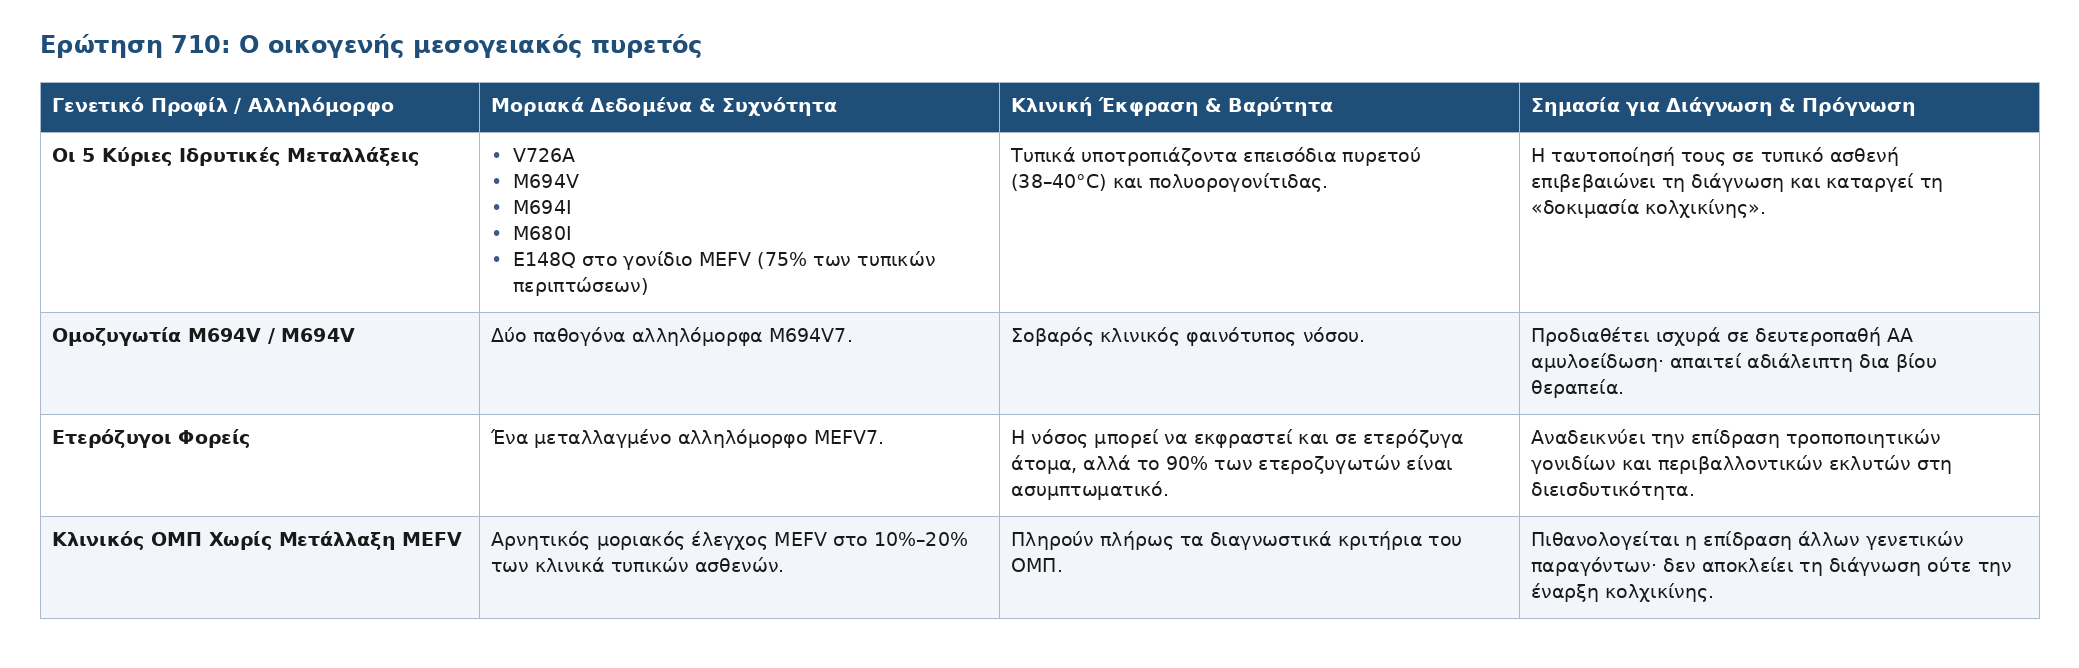 Ερώτηση 710: Ο οικογενής μεσογειακός πυρετός
Γενετικό Προφίλ / Αλληλόμορφο
Μοριακά Δεδομένα & Συχνότητα
Κλινική Έκφραση & Βαρύτητα
Σημασία για Διάγνωση & Πρόγνωση
Οι 5 Κύριες Ιδρυτικές Μεταλλάξεις
• V726A
• M694V
• M694I
• M680I
• E148Q στο γονίδιο MEFV (75% των τυπικών
περιπτώσεων)
Τυπικά υποτροπιάζοντα επεισόδια πυρετού
(38–40°C) και πολυορογονίτιδας.
Η ταυτοποίησή τους σε τυπικό ασθενή
επιβεβαιώνει τη διάγνωση και καταργεί τη
«δοκιμασία κολχικίνης».
Ομοζυγωτία M694V / M694V
Δύο παθογόνα αλληλόμορφα M694V7.
Σοβαρός κλινικός φαινότυπος νόσου.
Προδιαθέτει ισχυρά σε δευτεροπαθή ΑΑ
αμυλοείδωση· απαιτεί αδιάλειπτη δια βίου
θεραπεία.
Ετερόζυγοι Φορείς
Ένα μεταλλαγμένο αλληλόμορφο MEFV7.
Η νόσος μπορεί να εκφραστεί και σε ετερόζυγα
άτομα, αλλά το 90% των ετεροζυγωτών είναι
ασυμπτωματικό.
Αναδεικνύει την επίδραση τροποποιητικών
γονιδίων και περιβαλλοντικών εκλυτών στη
διεισδυτικότητα.
Κλινικός ΟΜΠ Χωρίς Μετάλλαξη MEFV
Αρνητικός μοριακός έλεγχος MEFV στο 10%–20%
των κλινικά τυπικών ασθενών.
Πληρούν πλήρως τα διαγνωστικά κριτήρια του
ΟΜΠ.
Πιθανολογείται η επίδραση άλλων γενετικών
παραγόντων· δεν αποκλείει τη διάγνωση ούτε την
έναρξη κολχικίνης.